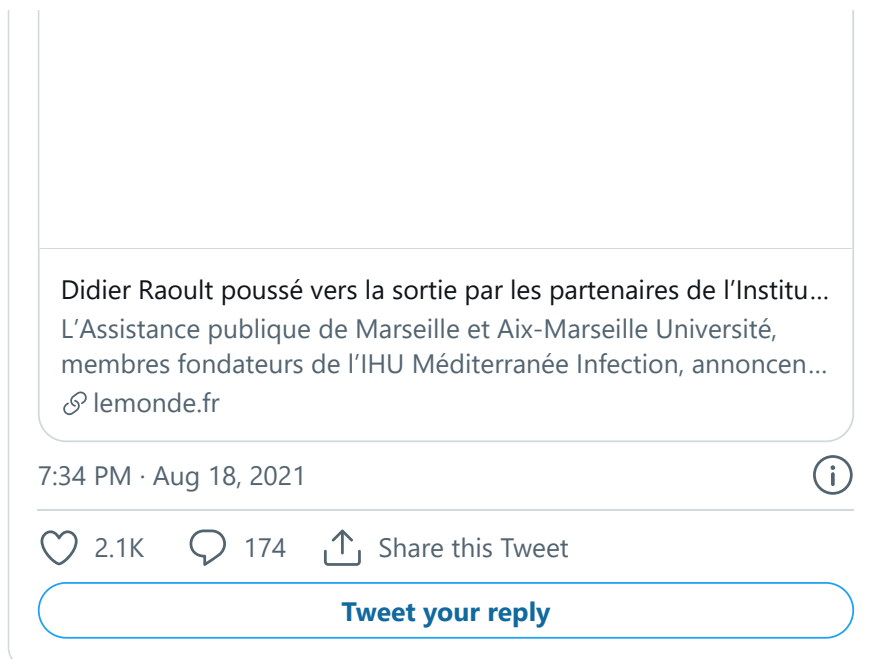 Didier Raoult poussé vers la sortie par les partenaires de l’Institu...
L’Assistance publique de Marseille et Aix-Marseille Université,
membres fondateurs de l’IHU Méditerranée Infection, annoncen...
lemonde.fr
7:34 PM · Aug 18, 2021
2.1K 174 Share this Tweet
Tweet your reply